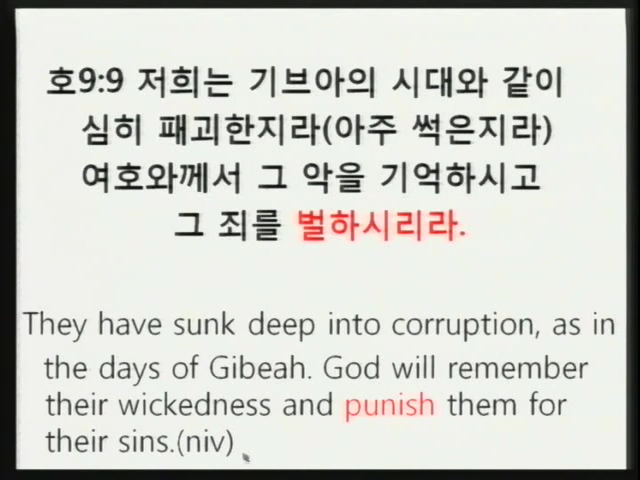 호9:9 저희는 기브아의 시대와 같이
심히 패괴한지라(아주 썩은지라)
여호와께서 그 악을 기억하시고
그 죄를 벌하시리라.
They have sunk deep into corruption, as in
the days of Gibeah. God will remember
their wickedness and punish them for
their sins.(niv)